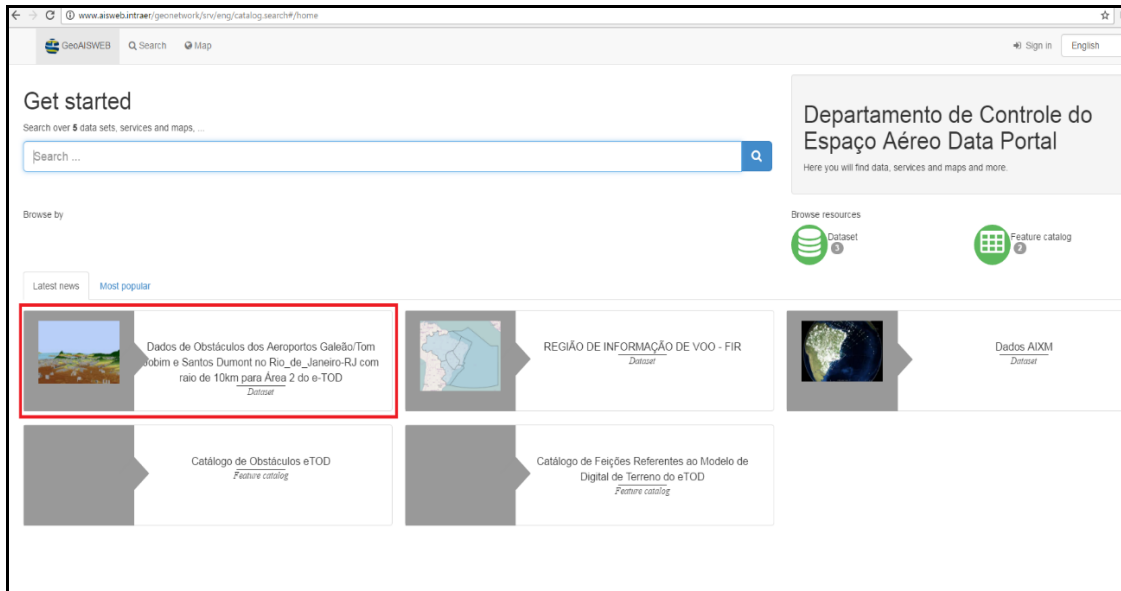 www.aisweb.intraer/geonetwork/srv/eng/catalog.search#/home
GeoAISWEB Search Map Sign in English
Get started
Search over 5 data sets, services and maps, ...
Search ...
Departamento de Controle do
Espaço Aéreo Data Portal
Here you will find data, services and maps and more.
Browse by
Browse resources
Dataset
3
Feature catalog
2
Latest news Most popular
Dados de Obstáculos dos Aeroportos Galeão/Tom
Jobim e Santos Dumont no Rio_de_Janeiro-RJ com
raio de 10km para Área 2 do e-TOD
Dataset
REGIÃO DE INFORMAÇÃO DE VOO - FIR
Dataset
Dados AIXM
Dataset
Catálogo de Obstáculos eTOD
Feature catalog
Catálogo de Feições Referentes ao Modelo de
Digital de Terreno do eTOD
Feature catalog